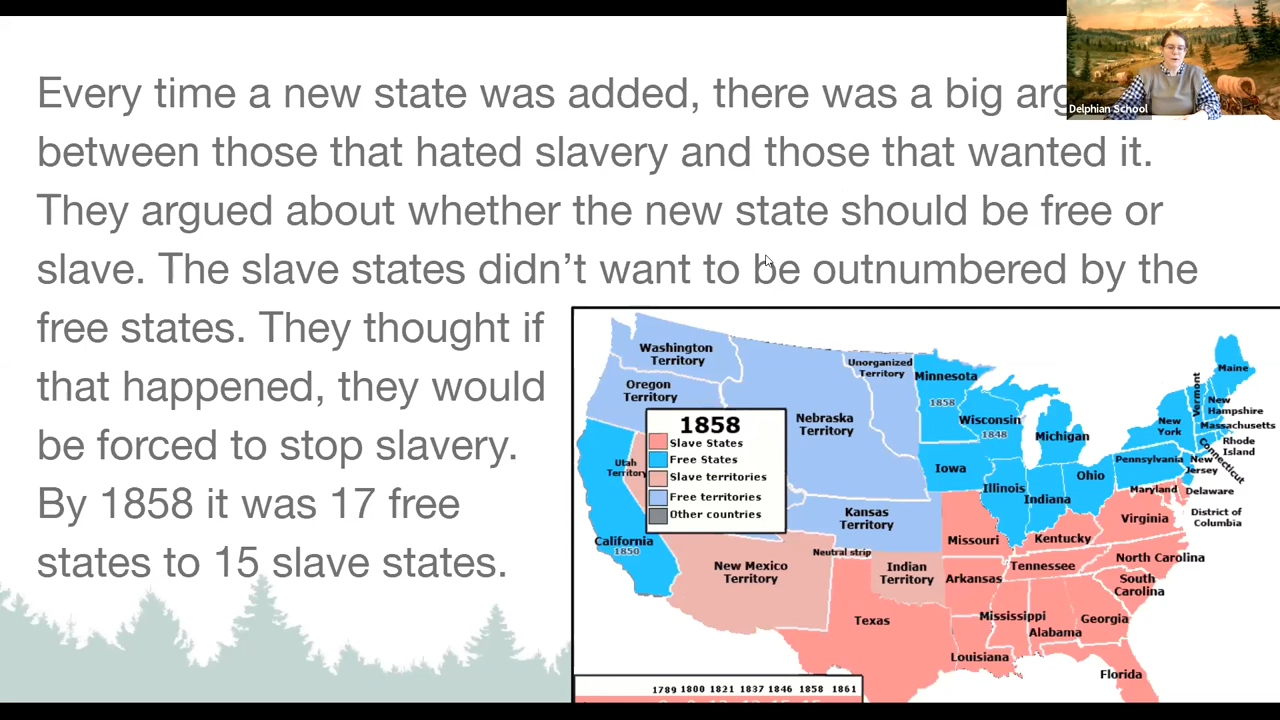 Every time a new state was added, there was a big arg
between those that hated slavery and those that wanted it.
They argued about whether the new state should be free or
slave. The slave states didn't want to be outnumbered by the
free states. They thought if
that happened, they would
be forced to stop slavery.
By 1858 it was 17 free
states to 15 slave states.
Delphian School
Washington
Territory
Oregon
Territory
Unorganized
Territory
Nebraska
Territory
Minnesota
1858
Wisconsin
1848
Michigan
Maine
Vermont
New
Hampshire
Massachusetts
New
York
Rhode
Island
Connecticut
Pennsylvania
New
Jersey
1858
Slave States
Free States
Slave territories
Free territories
Other countries
Utah
Territory
Iowa
Illinois
Indiana
Ohio
Maryland
Delaware
District of
Columbia
Kansas
Territory
California
1850
Neutral strip
Missouri
Kentucky
Virginia
New Mexico
Territory
Indian
Territory
Arkansas
Tennessee
North Carolina
South
Carolina
Texas
Mississippi
Alabama
Georgia
Louisiana
Florida
1789 1800 1821 1837 1846 1858 1861